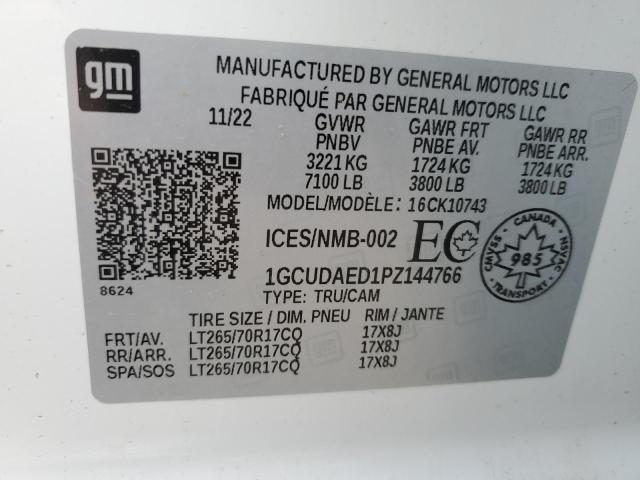 gm
MANUFACTURED BY GENERAL MOTORS LLC
FABRIQUÉ PAR GENERAL MOTORS LLC
11/22 GVWR GAWR FRT GAWR RR
PNBV PNBE AV. PNBE ARR.
3221 KG 1724 KG 1724 KG
7100 LB 3800 LB 3800 LB
MODEL/MODÈLE: 16CK10743
ICES/NMB-002 EC
CANADA
CMVSS 985 NSVAC
TRANSPORT
1GCUDAED1PZ144766
8624
TYPE: TRU/CAM
TIRE SIZE / DIM. PNEU RIM / JANTE
FRT/AV. LT265/70R17CQ 17X8J
RR/ARR. LT265/70R17CQ 17X8J
SPA/SOS LT265/70R17CQ 17X8J